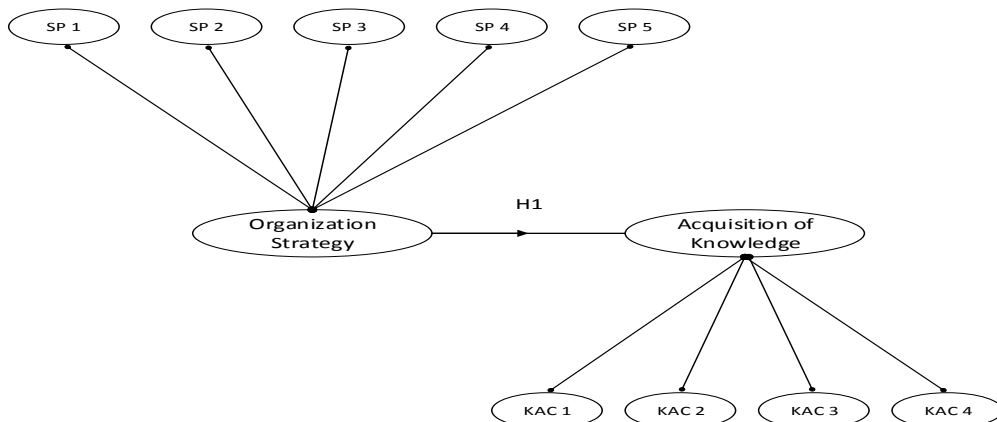 SP 1
SP 2
SP 3
SP 4
SP 5
H1
Organization
Strategy
Acquisition of
Knowledge
KAC 1
KAC 2
KAC 3
KAC 4